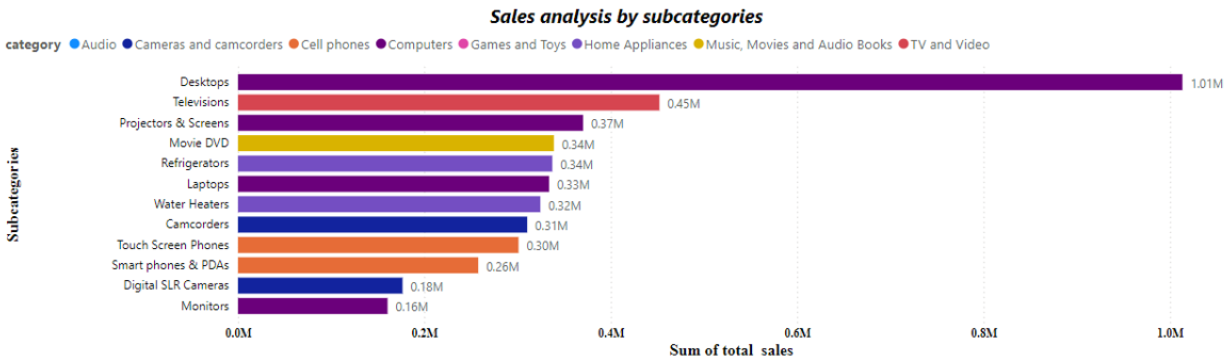 Sales analysis by subcategories
category Audio Cameras and camcorders Cell phones Computers Games and Toys Home Appliances Music, Movies and Audio Books TV and Video
Subcategories
Desktops 1.01M
Televisions 0.45M
Projectors & Screens 0.37M
Movie DVD 0.34M
Refrigerators 0.34M
Laptops 0.33M
Water Heaters 0.32M
Camcorders 0.31M
Touch Screen Phones 0.30M
Smart phones & PDAs 0.26M
Digital SLR Cameras 0.18M
Monitors 0.16M
0.0M 0.2M 0.4M 0.6M 0.8M 1.0M
Sum of total sales